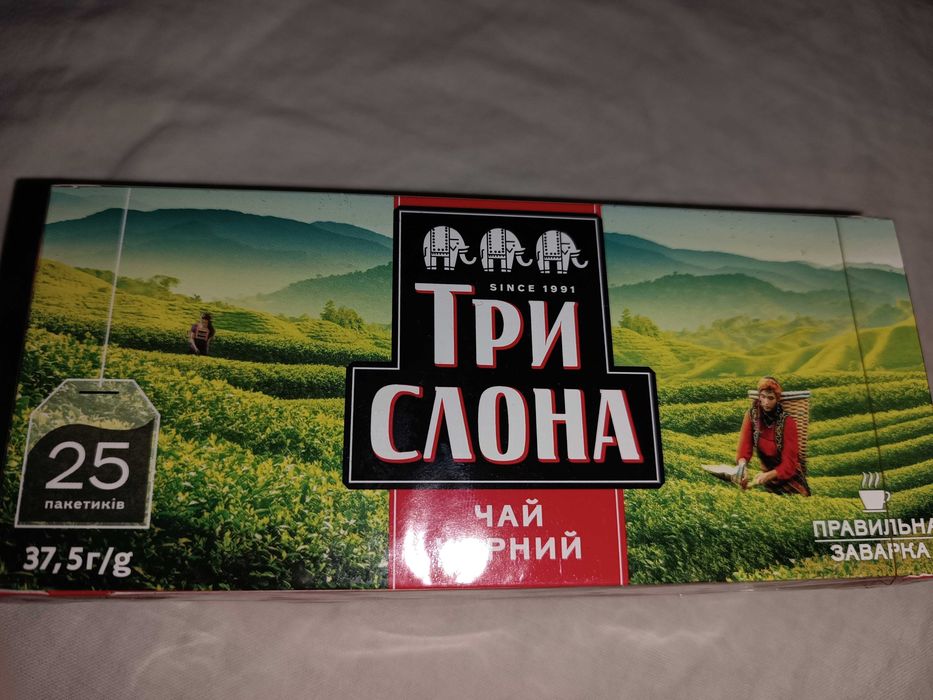 SINCE 1991
ТРИ
СЛОНА
ЧАЙ
25
пакетиків
37,5г/g
ПРАВИЛЬНА
ЗАВАРКА